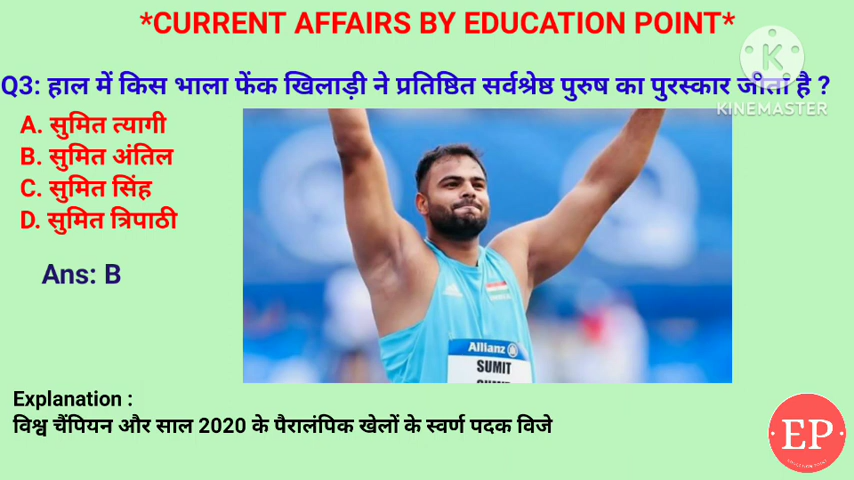 *CURRENT AFFAIRS BY EDUCATION POINT*
Q3: हाल में किस भाला फेंक खिलाड़ी ने प्रतिष्ठित सर्वश्रेष्ठ पुरुष का पुरस्कार जीता है ?
KINEMASTER
A. सुमित त्यागी
B. सुमित अंतिल
C. सुमित सिंह
D. सुमित त्रिपाठी
Ans: B
Allianz
SUMIT
Explanation :
विश्व चैंपियन और साल 2020 के पैरालंपिक खेलों के स्वर्ण पदक विजे
EP